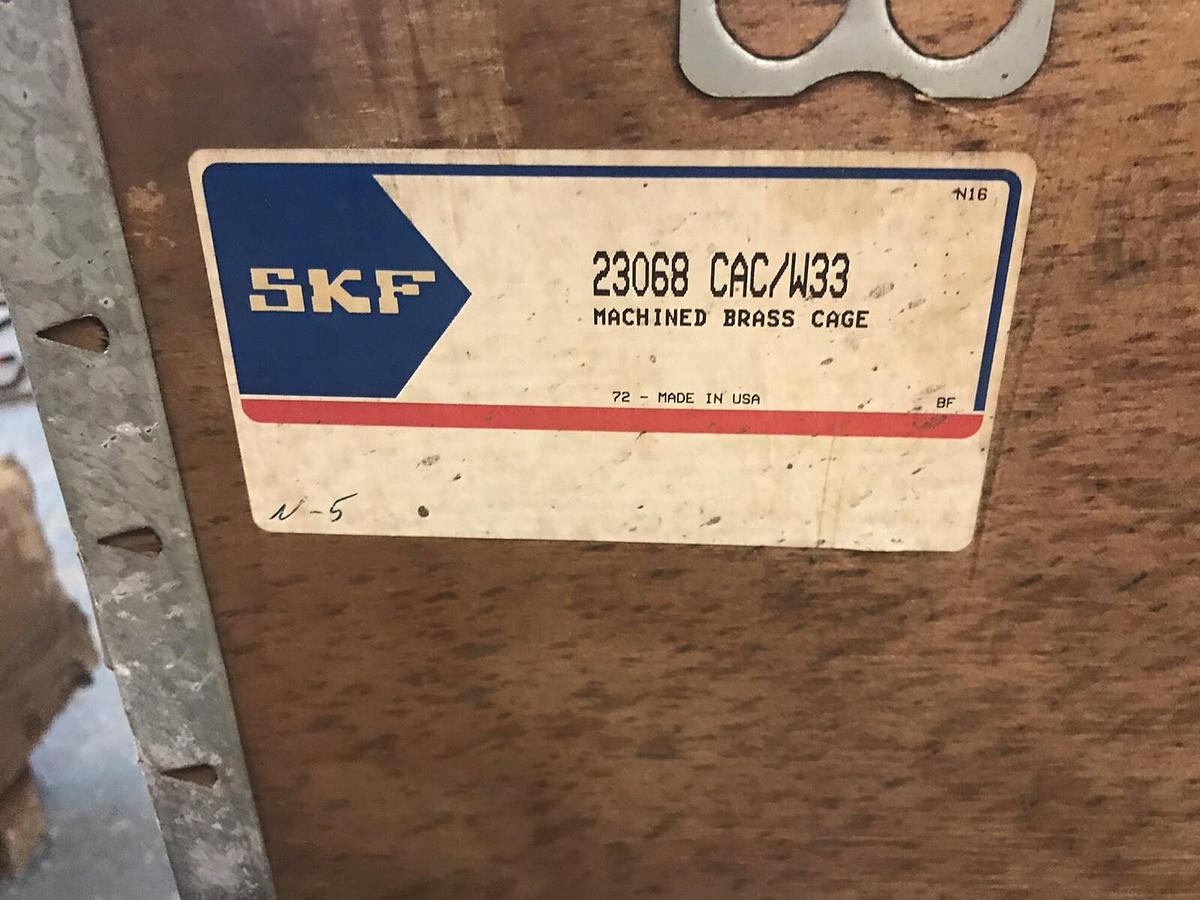 N16
SKF
23068 CAC/W33
MACHINED BRASS CAGE
72 - MADE IN USA
BF
N-5